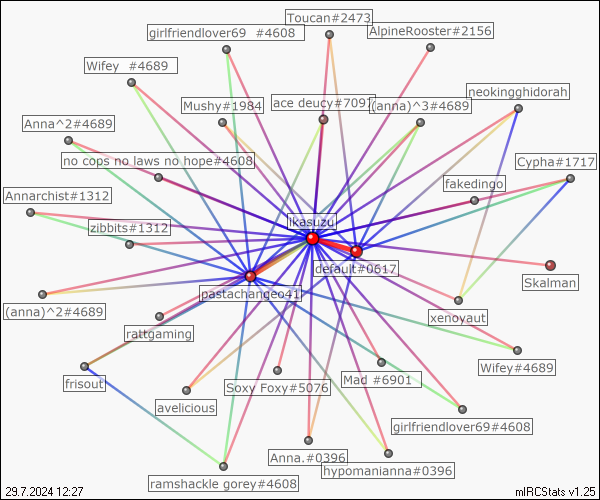 Toucan#2473
girlfriendlover69 #4608
AlpineRooster#2156
Wifey #4689
neokingghidorah
Mushy#1984
ace deucy#7097
(anna)^3#4689
Anna^2#4689
no cops no laws no hope#4608
Cypha#1717
fakedingo
Annarchist#1312
zibbits#1312
ikasuzu
default#0617
Skalman
pastachangeo41
(anna)^2#4689
rattgaming
xenoyaut
Wifey#4689
frisout
Soxy Foxy#5076
Mad #6901
avelicious
girlfriendlover69#4608
Anna.#0396
hypomanianna#0396
ramshackle gorey#4608
29.7.2024 12:27
mIRCStats v1.25